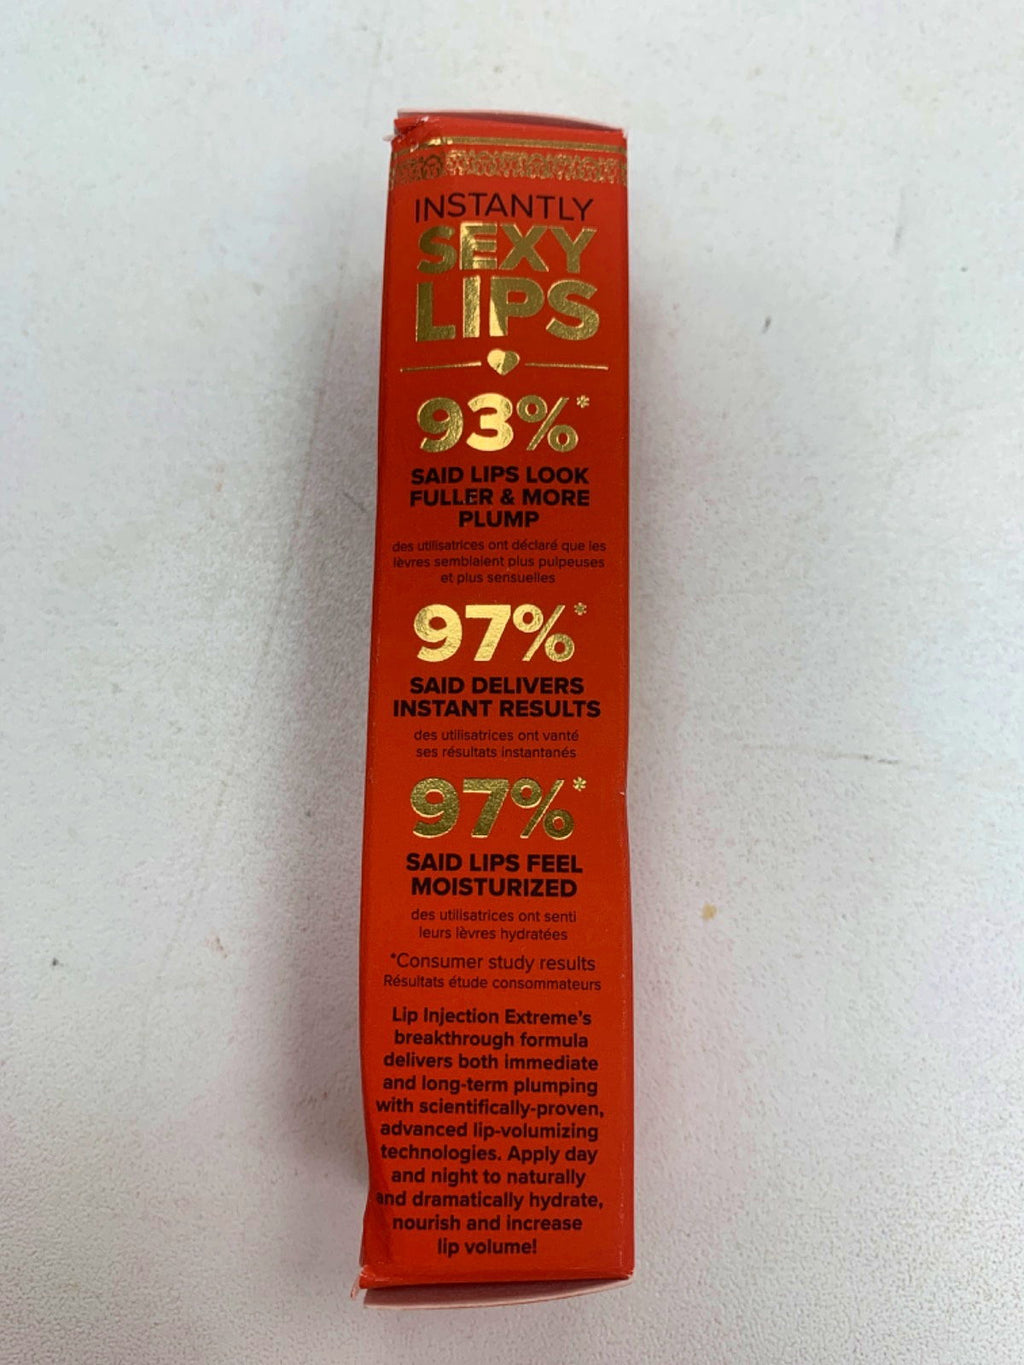 INSTANTLY
SEXY
LIPS
93%*
SAID LIPS LOOK
FULLER & MORE
PLUMP
des utilisatrices ont déclaré que les
lèvres semblaient plus pulpeuses
et plus sensuelles
97%*
SAID DELIVERS
INSTANT RESULTS
des utilisatrices ont vanté
ses résultats instantanés
97%*
SAID LIPS FEEL
MOISTURIZED
des utilisatrices ont senti
leurs lèvres hydratées
*Consumer study results
Résultats étude consommateurs
Lip Injection Extreme's
breakthrough formula
delivers both immediate
and long-term plumping
with scientifically-proven,
advanced lip-volumizing
technologies. Apply day
and night to naturally
and dramatically hydrate,
nourish and increase
lip volume!